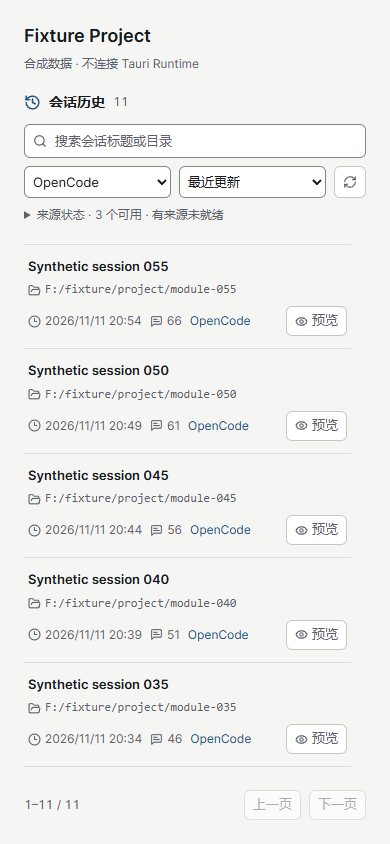 Fixture Project
合成数据 · 不连接 Tauri Runtime
会话历史 11
搜索会话标题或目录
OpenCode 最近更新
来源状态 · 3 个可用 · 有来源未就绪
Synthetic session 055
F:/fixture/project/module-055
2026/11/11 20:54 66 OpenCode 预览
Synthetic session 050
F:/fixture/project/module-050
2026/11/11 20:49 61 OpenCode 预览
Synthetic session 045
F:/fixture/project/module-045
2026/11/11 20:44 56 OpenCode 预览
Synthetic session 040
F:/fixture/project/module-040
2026/11/11 20:39 51 OpenCode 预览
Synthetic session 035
F:/fixture/project/module-035
2026/11/11 20:34 46 OpenCode 预览
1–11 / 11 上一页 下一页